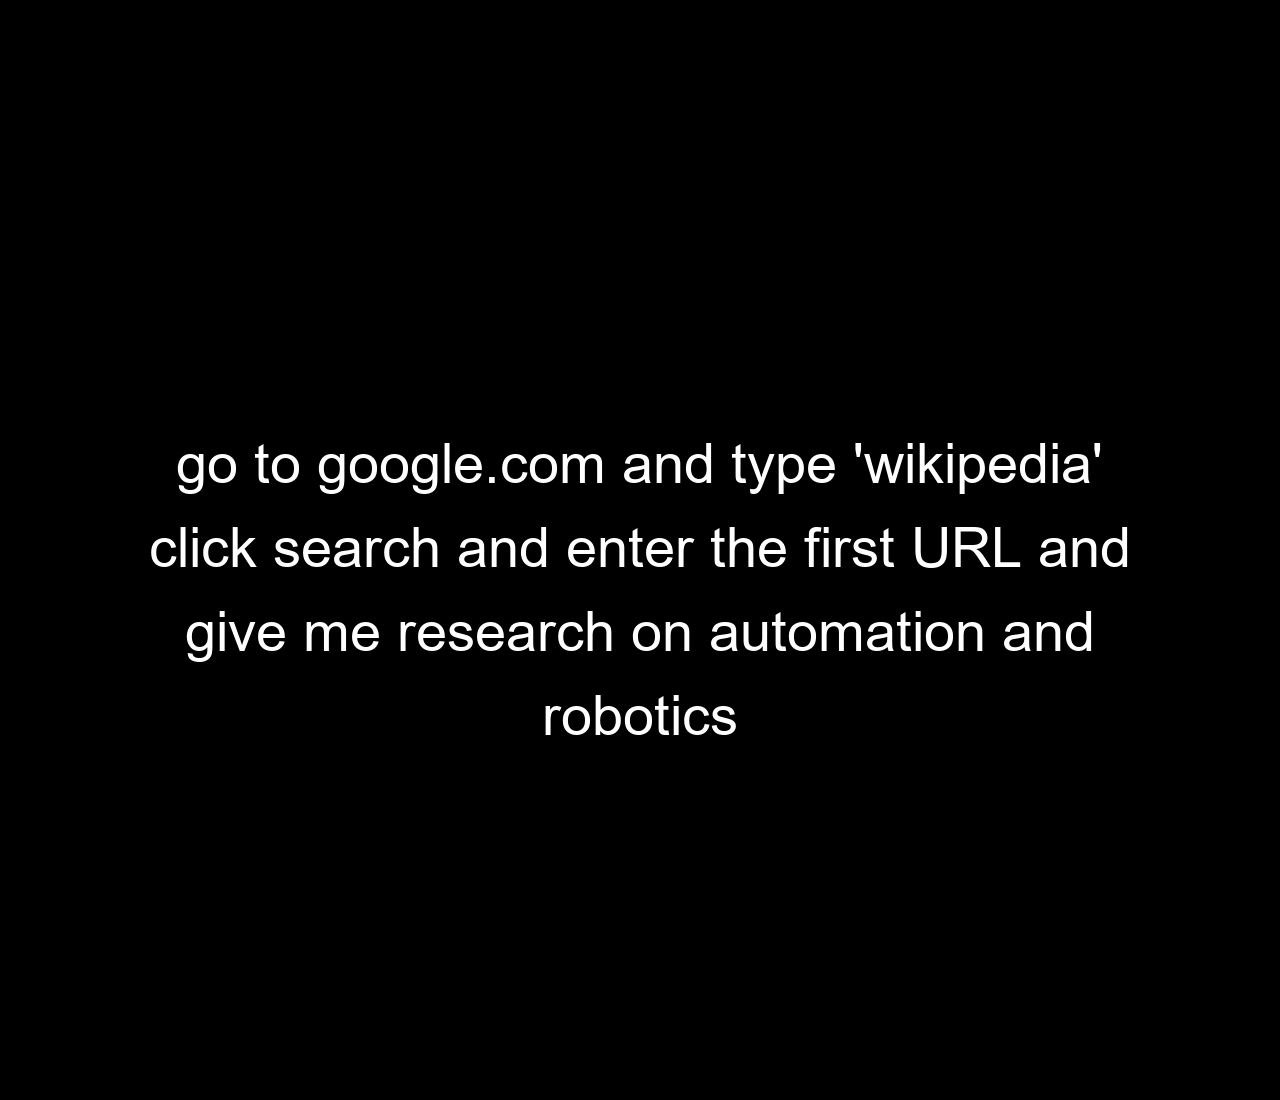 go to google.com and type 'wikipedia'
click search and enter the first URL and
give me research on automation and
robotics